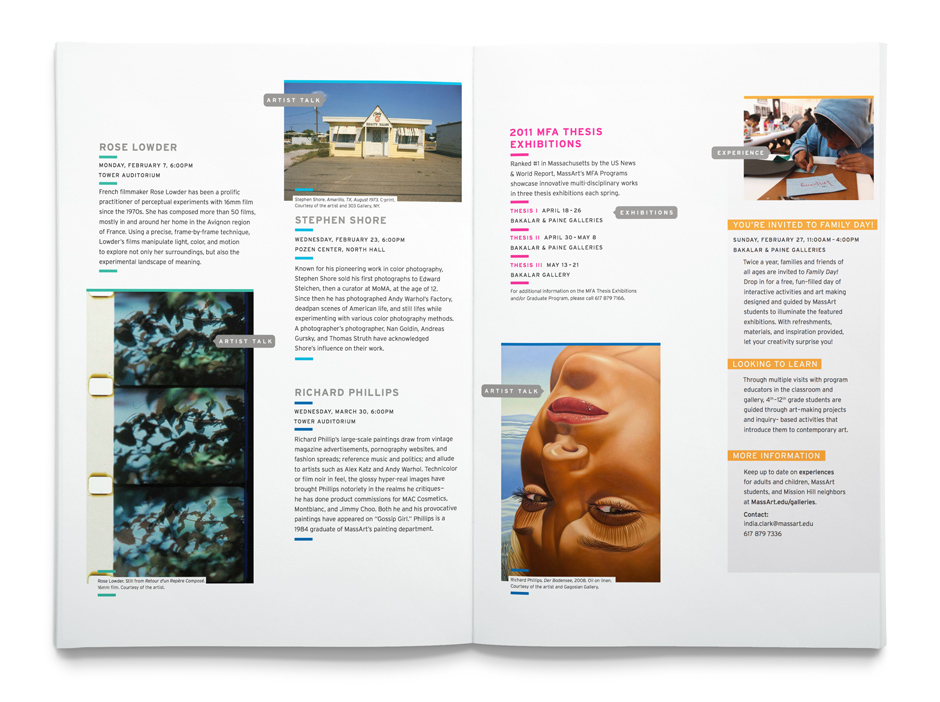 ROSE LOWDER
MONDAY, FEBRUARY 7, 6:00PM
TOWER AUDITORIUM
French filmmaker Rose Lowder has been a prolific
practitioner of perceptual experiments with 16mm film
since the 1970s. She has composed more than 50 films,
mostly in and around her home in the Avignon region
of France. Using a precise, frame-by-frame technique,
Lowder's films manipulate light, color, and motion
to explore not only her surroundings, but also the
experimental landscape of meaning.
ARTIST TALK
Rose Lowder, Still from Retour d'un Repère Composé.
16mm film. Courtesy of the artist.
ARTIST TALK
Stephen Shore, Amarillo, TX, August 1973. C-print.
Courtesy of the artist and 303 Gallery, NY.
STEPHEN SHORE
WEDNESDAY, FEBRUARY 23, 6:00PM
POZEN CENTER, NORTH HALL
Known for his pioneering work in color photography,
Stephen Shore sold his first photographs to Edward
Steichen, then a curator at MoMA, at the age of 12.
Since then he has photographed Andy Warhol's Factory,
deadpan scenes of American life, and still lifes while
experimenting with various color photography methods.
A photographer's photographer, Nan Goldin, Andreas
Gursky, and Thomas Struth have acknowledged
Shore's influence on their work.
RICHARD PHILLIPS
WEDNESDAY, MARCH 30, 6:00PM
TOWER AUDITORIUM
Richard Phillip's large-scale paintings draw from vintage
magazine advertisements, pornography websites, and
fashion spreads; reference music and politics; and allude
to artists such as Alex Katz and Andy Warhol. Technicolor
or film noir in feel, the glossy hyper-real images have
brought Phillips notoriety in the realms he critiques—
he has done product commissions for MAC Cosmetics,
Montblanc, and Jimmy Choo. Both he and his provocative
paintings have appeared on "Gossip Girl." Phillips is a
1984 graduate of MassArt's painting department.
2011 MFA THESIS
EXHIBITIONS
Ranked #1 in Massachusetts by the US News
& World Report, MassArt's MFA Programs
showcase innovative multi-disciplinary works
in three thesis exhibitions each spring.
THESIS I APRIL 18–26
BAKALAR & PAINE GALLERIES
EXHIBITIONS
THESIS II APRIL 30–MAY 8
BAKALAR & PAINE GALLERIES
THESIS III MAY 13–21
BAKALAR GALLERY
For additional information on the MFA Thesis Exhibitions
and/or Graduate Program, please call 617 879 7166.
ARTIST TALK
Richard Phillips, Der Bodensee, 2008. Oil on linen.
Courtesy of the artist and Gagosian Gallery.
EXPERIENCE
YOU'RE INVITED TO FAMILY DAY!
SUNDAY, FEBRUARY 27, 11:00AM–4:00PM
BAKALAR & PAINE GALLERIES
Twice a year, families and friends of
all ages are invited to Family Day!
Drop in for a free, fun-filled day of
interactive activities and art making
designed and guided by MassArt
students to illuminate the featured
exhibitions. With refreshments,
materials, and inspiration provided,
let your creativity surprise you!
LOOKING TO LEARN
Through multiple visits with program
educators in the classroom and
gallery, 4th–12th grade students are
guided through art-making projects
and inquiry- based activities that
introduce them to contemporary art.
MORE INFORMATION
Keep up to date on experiences
for adults and children, MassArt
students, and Mission Hill neighbors
at MassArt.edu/galleries.
Contact:
india.clark@massart.edu
617 879 7336